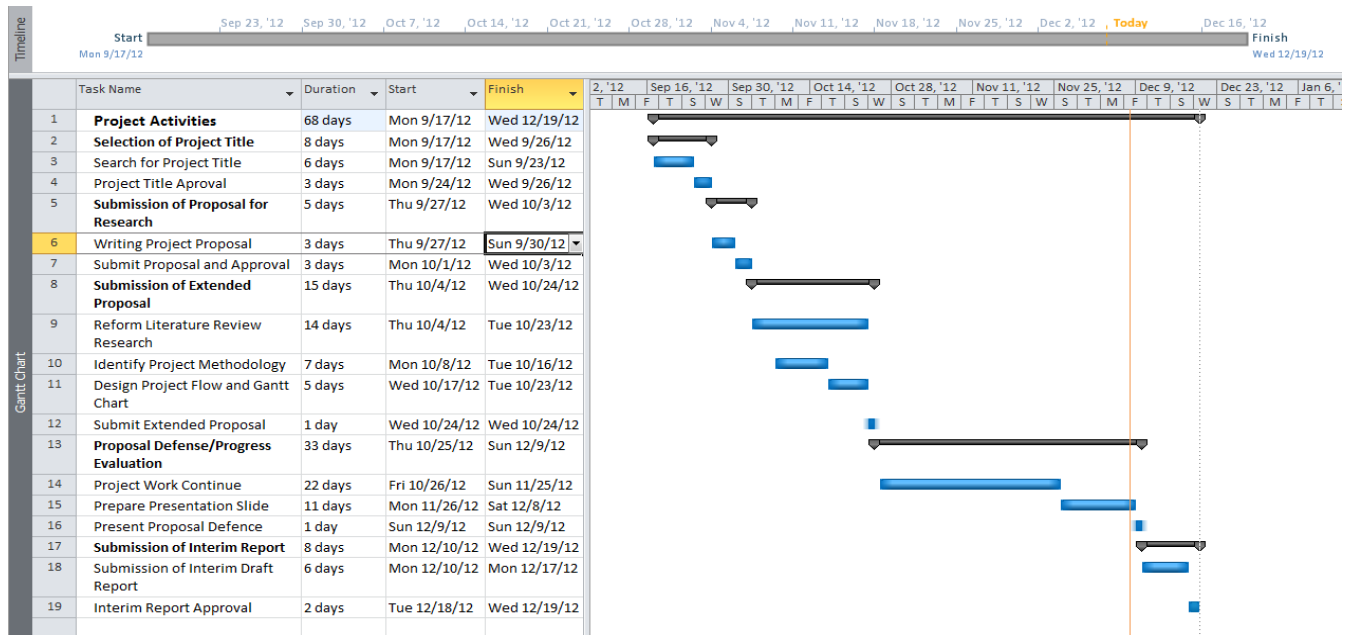 Timeline
Sep 23, '12 Sep 30, '12 Oct 7, '12 Oct 14, '12 Oct 21, '12 Oct 28, '12 Nov 4, '12 Nov 11, '12 Nov 18, '12 Nov 25, '12 Dec 2, '12 Today Dec 16, '12
Start Finish
Mon 9/17/12 Wed 12/19/12
Gantt Chart
Task Name Duration Start Finish 2, '12 Sep 16, '12 Sep 30, '12 Oct 14, '12 Oct 28, '12 Nov 11, '12 Nov 25, '12 Dec 9, '12 Dec 23, '12 Jan 6, '
T M F T S W S T M F T S W S T M F T S W S T M F T S W S T M F T
1 Project Activities 68 days Mon 9/17/12 Wed 12/19/12
2 Selection of Project Title 8 days Mon 9/17/12 Wed 9/26/12
3 Search for Project Title 6 days Mon 9/17/12 Sun 9/23/12
4 Project Title Aproval 3 days Mon 9/24/12 Wed 9/26/12
5 Submission of Proposal for 5 days Thu 9/27/12 Wed 10/3/12
Research
6 Writing Project Proposal 3 days Thu 9/27/12 Sun 9/30/12
7 Submit Proposal and Approval 3 days Mon 10/1/12 Wed 10/3/12
8 Submission of Extended 15 days Thu 10/4/12 Wed 10/24/12
Proposal
9 Reform Literature Review 14 days Thu 10/4/12 Tue 10/23/12
Research
10 Identify Project Methodology 7 days Mon 10/8/12 Tue 10/16/12
11 Design Project Flow and Gantt 5 days Wed 10/17/12 Tue 10/23/12
Chart
12 Submit Extended Proposal 1 day Wed 10/24/12 Wed 10/24/12
13 Proposal Defense/Progress 33 days Thu 10/25/12 Sun 12/9/12
Evaluation
14 Project Work Continue 22 days Fri 10/26/12 Sun 11/25/12
15 Prepare Presentation Slide 11 days Mon 11/26/12 Sat 12/8/12
16 Present Proposal Defence 1 day Sun 12/9/12 Sun 12/9/12
17 Submission of Interim Report 8 days Mon 12/10/12 Wed 12/19/12
18 Submission of Interim Draft 6 days Mon 12/10/12 Mon 12/17/12
Report
19 Interim Report Approval 2 days Tue 12/18/12 Wed 12/19/12